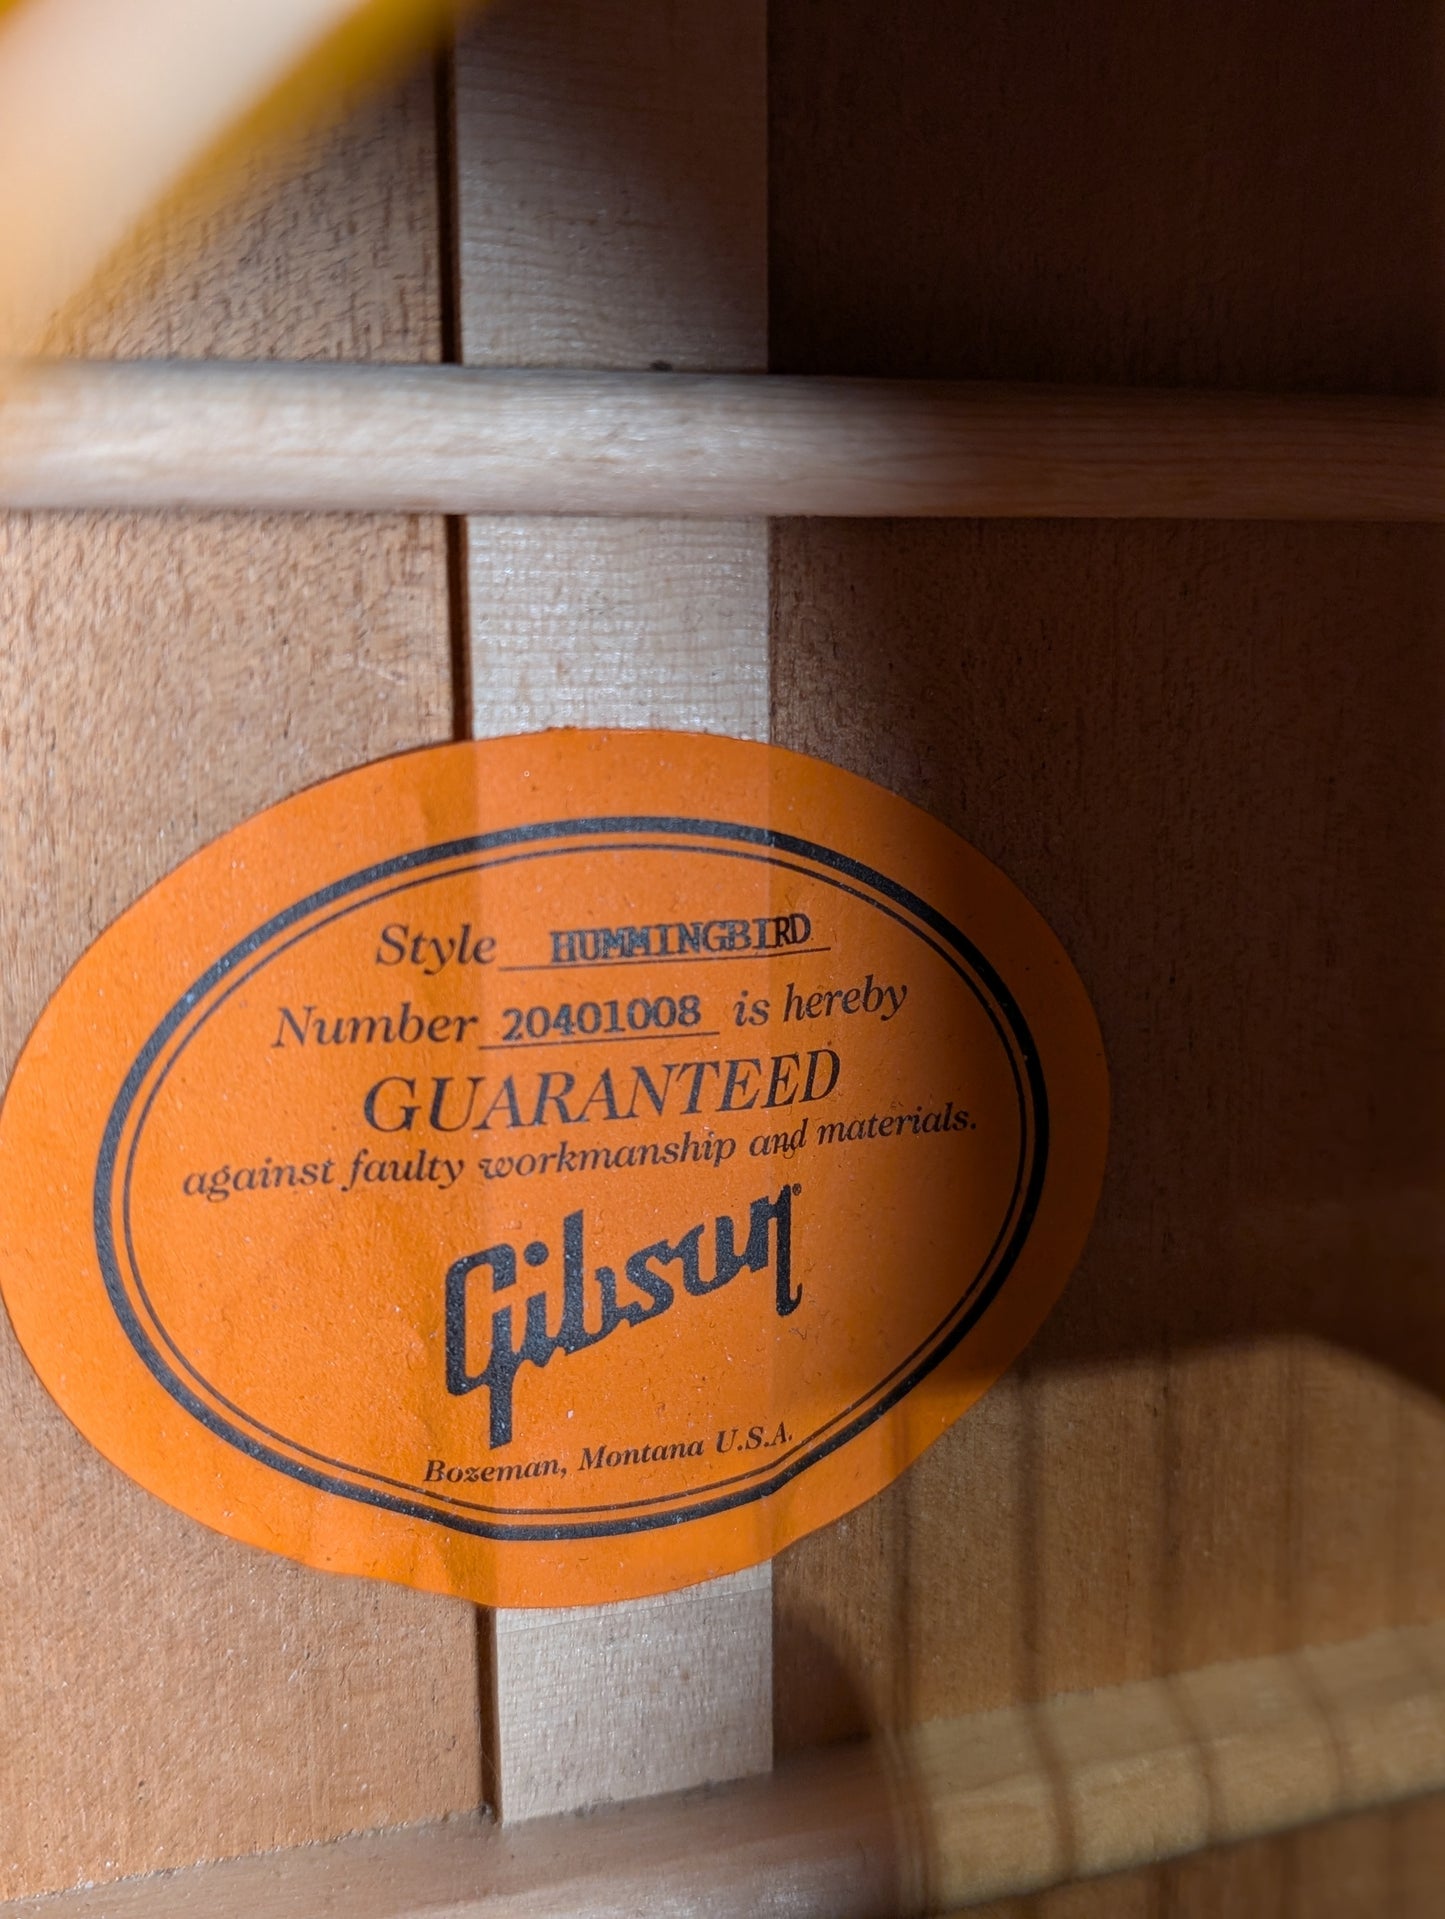 Style HUMMINGBIRD
Number 20401008 is hereby
GUARANTEED
against faulty workmanship and materials.
Gibson
Bozeman, Montana U.S.A.